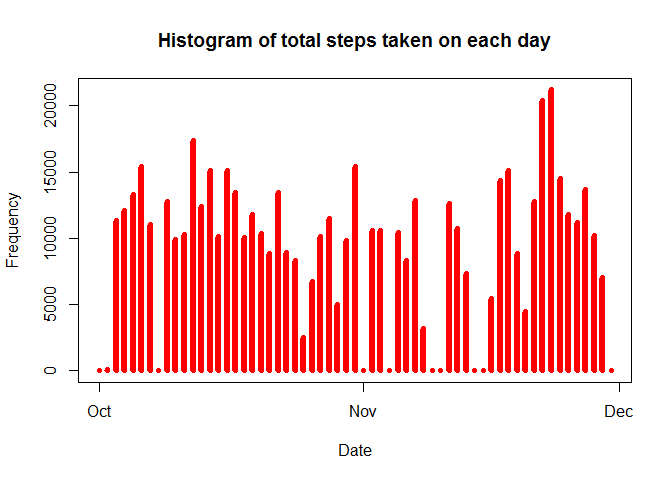 Histogram of total steps taken on each day
Frequency
20000
15000
10000
5000
0
Oct
Nov
Dec
Date